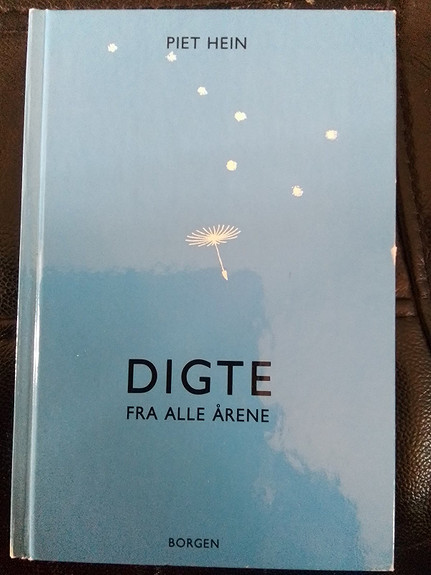 PIET HEIN
DIGTE
FRA ALLE ÅRENE
BORGEN